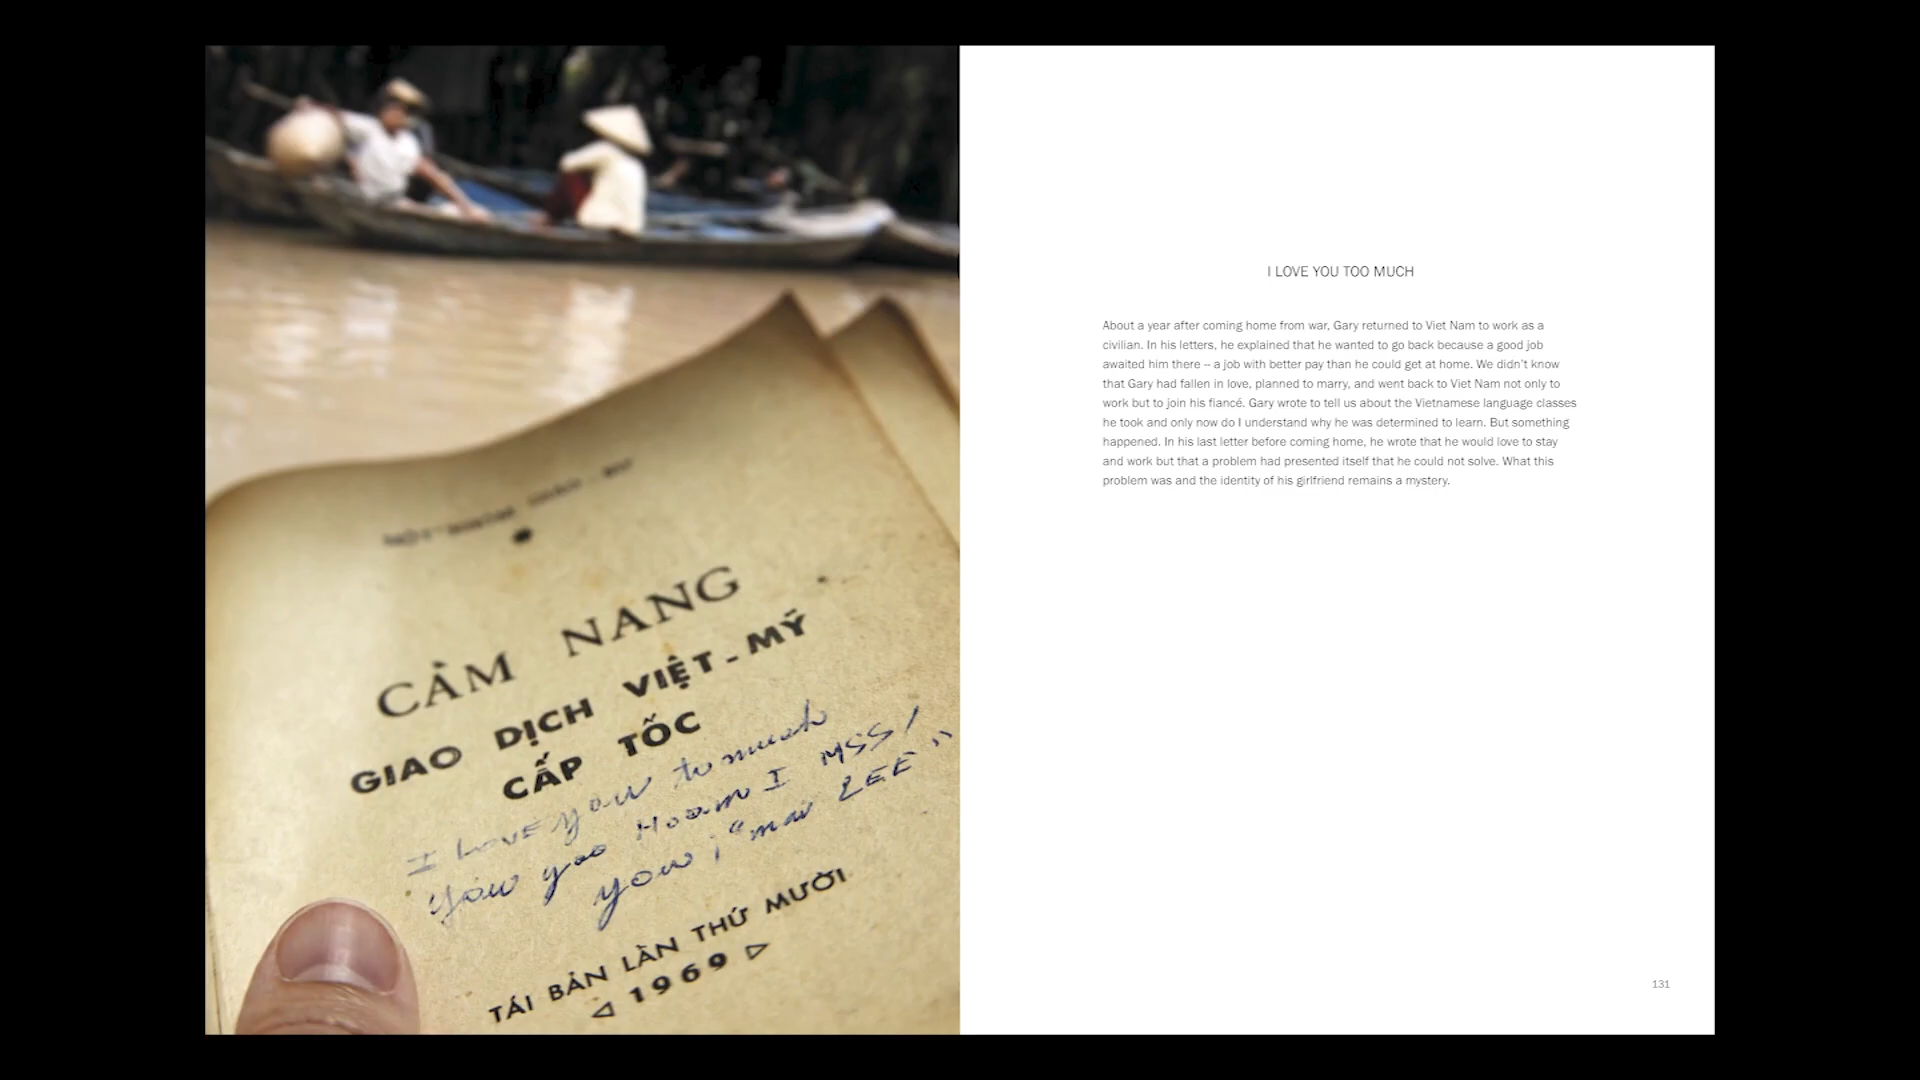 CẨM NANG
GIAO DỊCH VIỆT - MỸ
CẤP TỐC
I LOVE you to much
you yoo Hoam I MSS/
you ; "mai LEE"
TÁI BẢN LẦN THỨ MƯỜI
1969
I LOVE YOU TOO MUCH
About a year after coming home from war, Gary returned to Viet Nam to work as a
civilian. In his letters, he explained that he wanted to go back because a good job
awaited him there – a job with better pay than he could get at home. We didn't know
that Gary had fallen in love, planned to marry, and went back to Viet Nam not only to
work but to join his fiancé. Gary wrote to tell us about the Vietnamese language classes
he took and only now do I understand why he was determined to learn. But something
happened. In his last letter before coming home, he wrote that he would love to stay
and work but that a problem had presented itself that he could not solve. What this
problem was and the identity of his girlfriend remains a mystery.
131